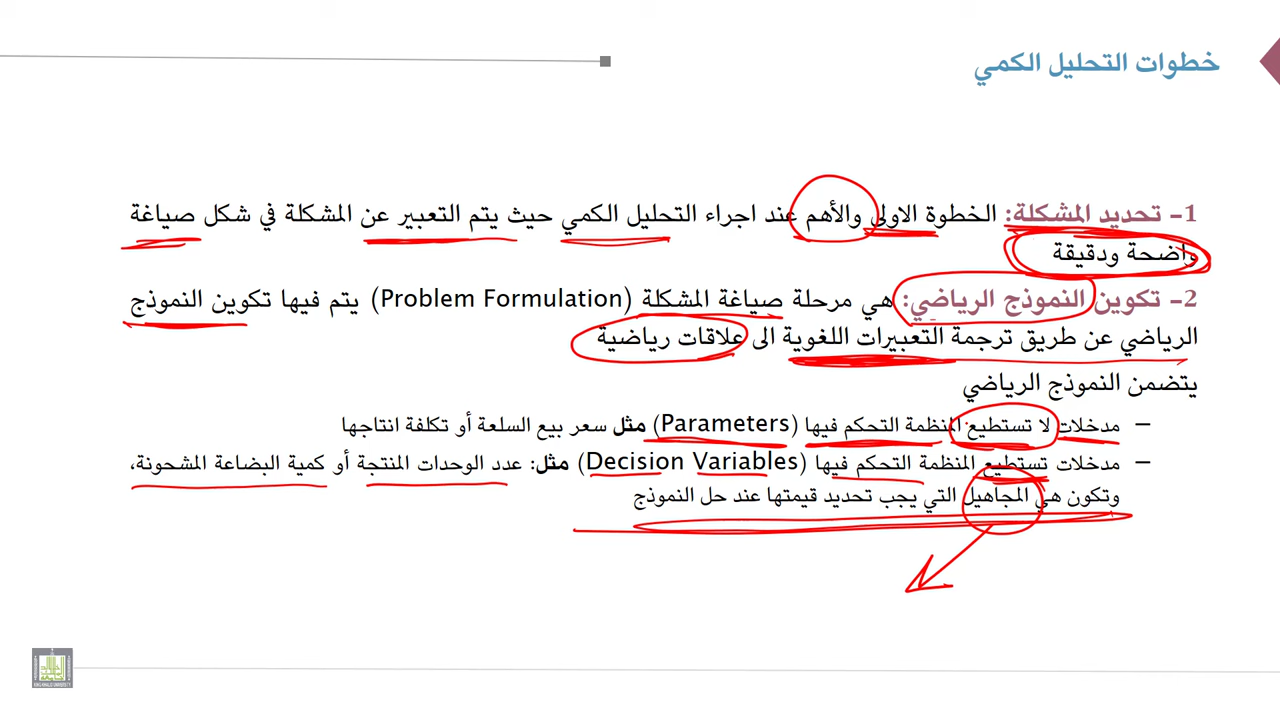 خطوات التحليل الكمي
1- تحديد المشكلة: الخطوة الاولى والأهم عند اجراء التحليل الكمي حيث يتم التعبير عن المشكلة في شكل صياغة
واضحة ودقيقة
2- تكوين النموذج الرياضي: هي مرحلة صياغة المشكلة (Problem Formulation) يتم فيها تكوين النموذج
الرياضي عن طريق ترجمة التعبيرات اللغوية الى علاقات رياضية
يتضمن النموذج الرياضي
– مدخلات لا تستطيع المنظمة التحكم فيها (Parameters) مثل سعر بيع السلعة أو تكلفة انتاجها
– مدخلات تستطيع المنظمة التحكم فيها (Decision Variables) مثل: عدد الوحدات المنتجة أو كمية البضاعة المشحونة،
وتكون هي المجاهيل التي يجب تحديد قيمتها عند حل النموذج